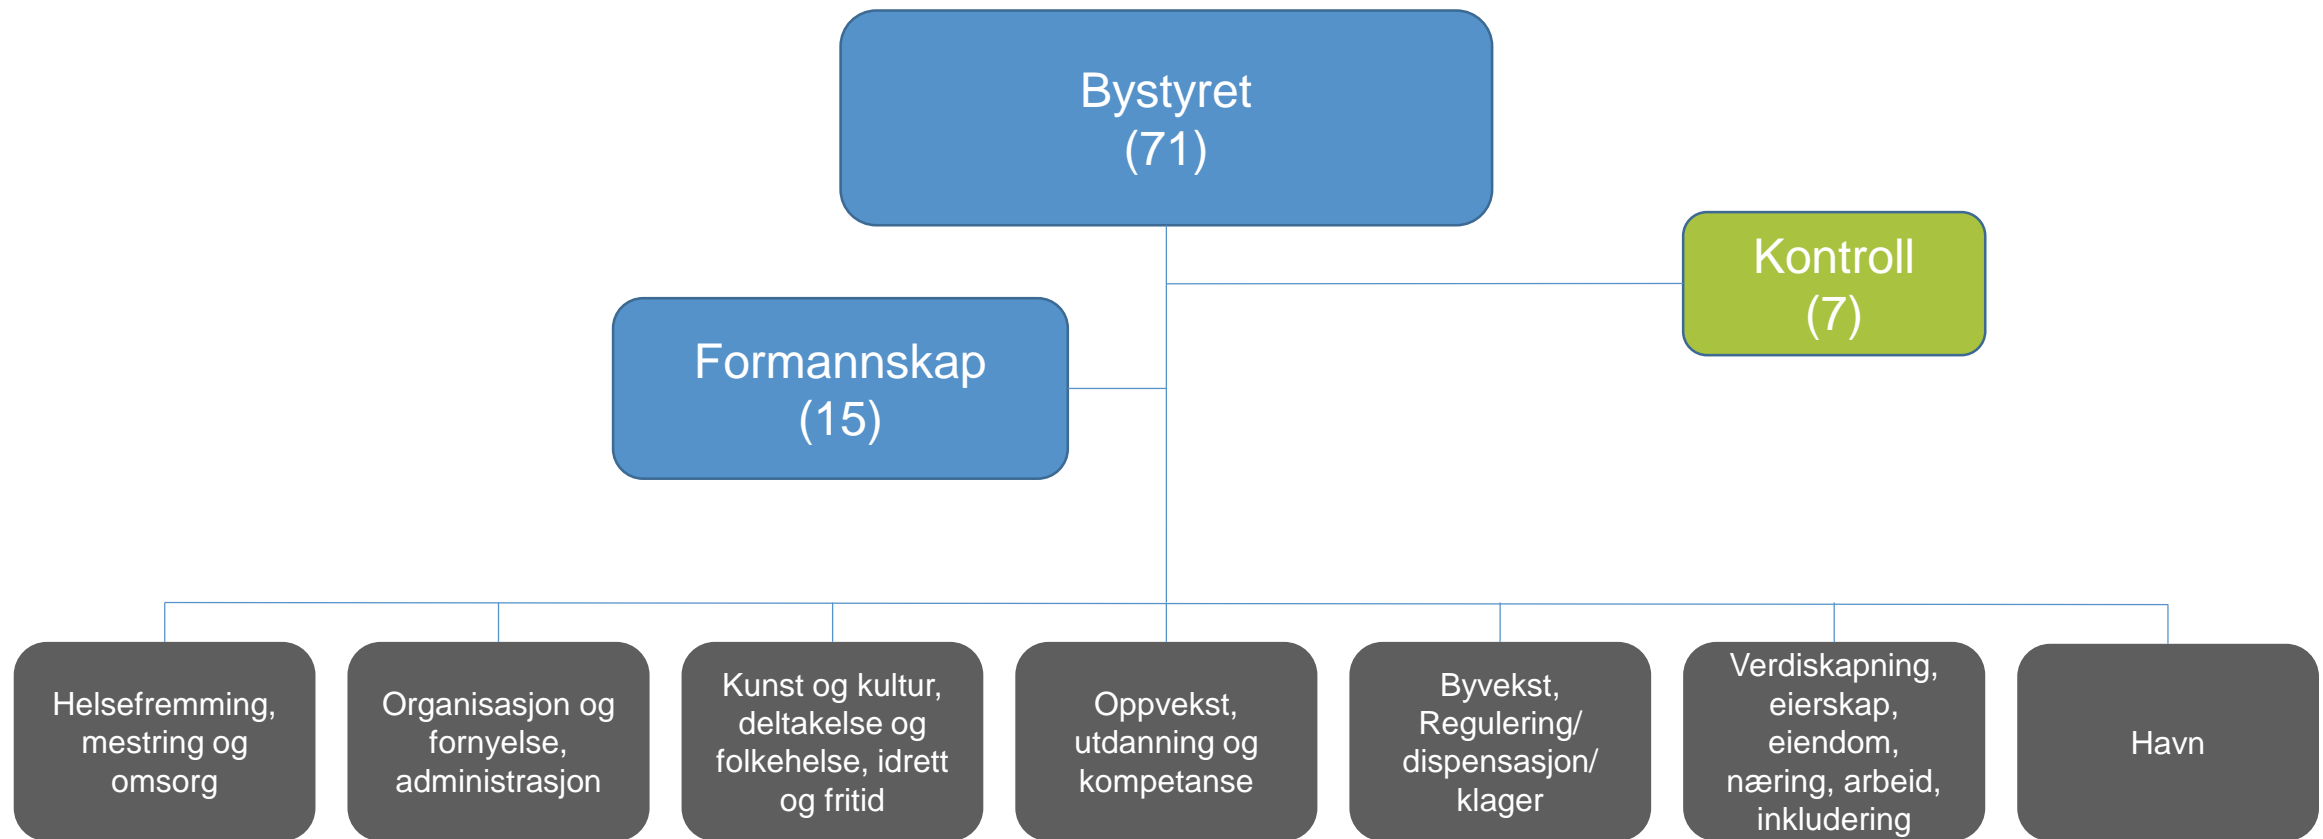 Bystyret
(71)
Kontroll
(7)
Formannskap
(15)
Helsefremming,
mestring og
omsorg
Organisasjon og
fornyelse,
administrasjon
Kunst og kultur,
deltakelse og
folkehelse, idrett
og fritid
Oppvekst,
utdanning og
kompetanse
Byvekst,
Regulering/
dispensasjon/
klager
Verdiskapning,
eierskap,
eiendom,
næring, arbeid,
inkludering
Havn